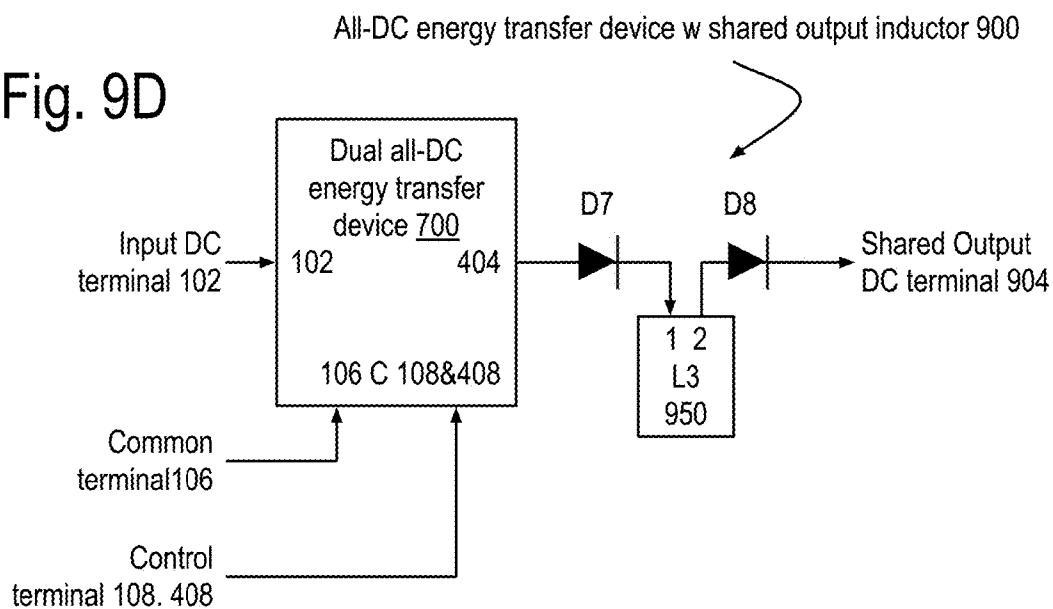 All-DC energy transfer device w shared output inductor 900
Fig. 9D
Dual all-DC
energy transfer
device 700
D7
D8
Input DC
terminal 102
102
404
Shared Output
DC terminal 904
1 2
L3
950
106 C 108&408
Common
terminal106
Control
terminal 108. 408